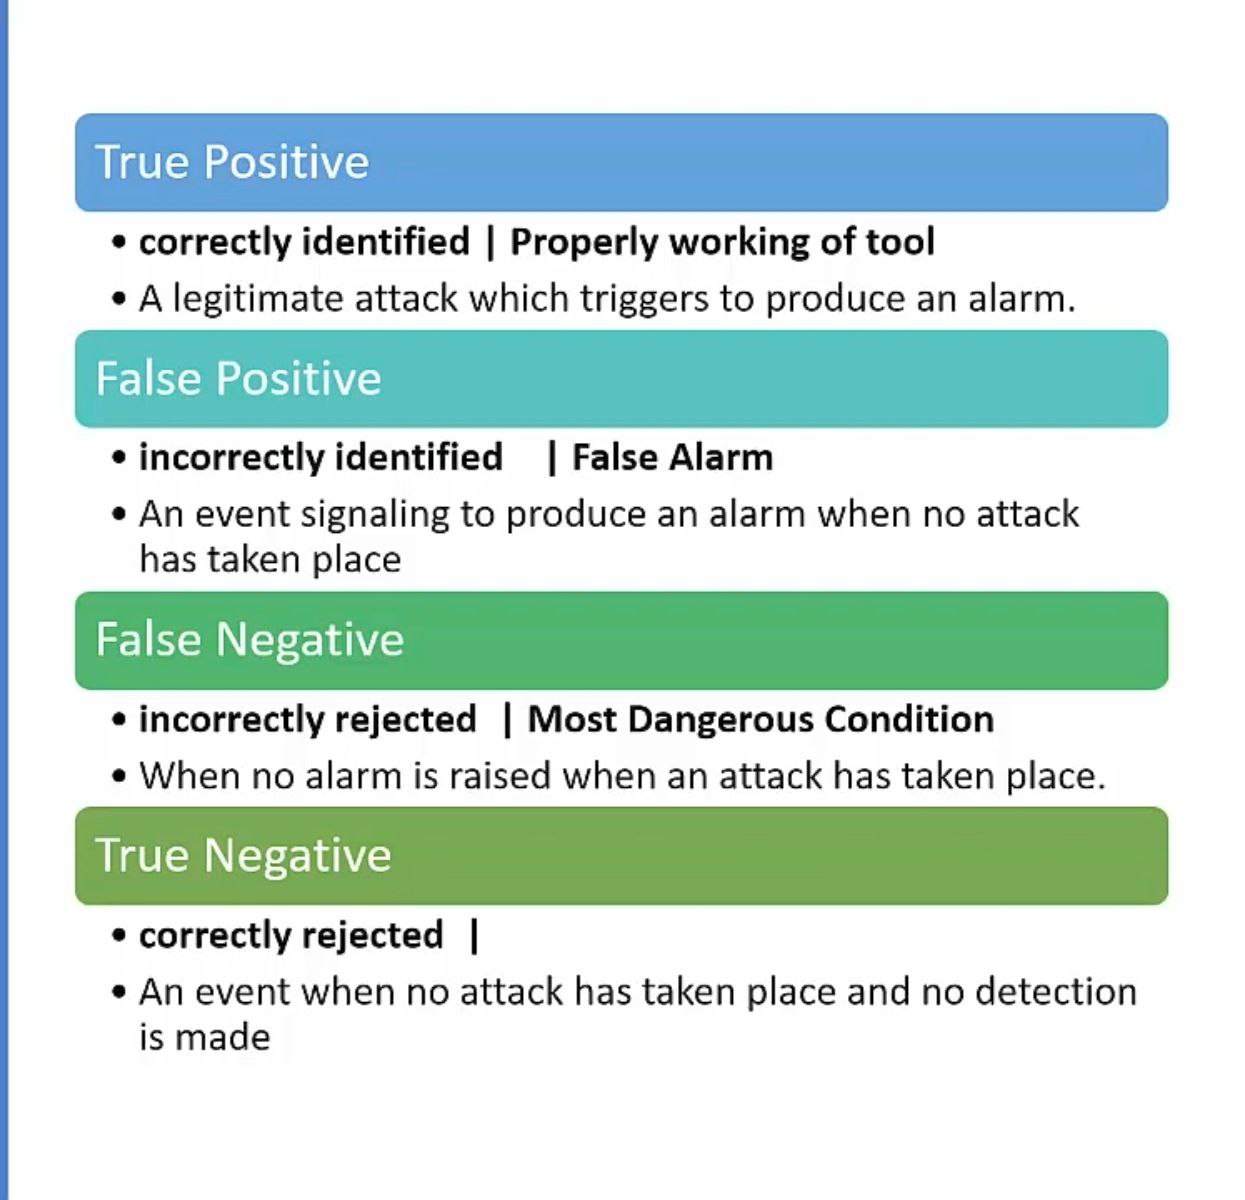 True Positive
• correctly identified | Properly working of tool
• A legitimate attack which triggers to produce an alarm.
False Positive
• incorrectly identified | False Alarm
• An event signaling to produce an alarm when no attack
has taken place
False Negative
• incorrectly rejected | Most Dangerous Condition
• When no alarm is raised when an attack has taken place.
True Negative
• correctly rejected |
• An event when no attack has taken place and no detection
is made